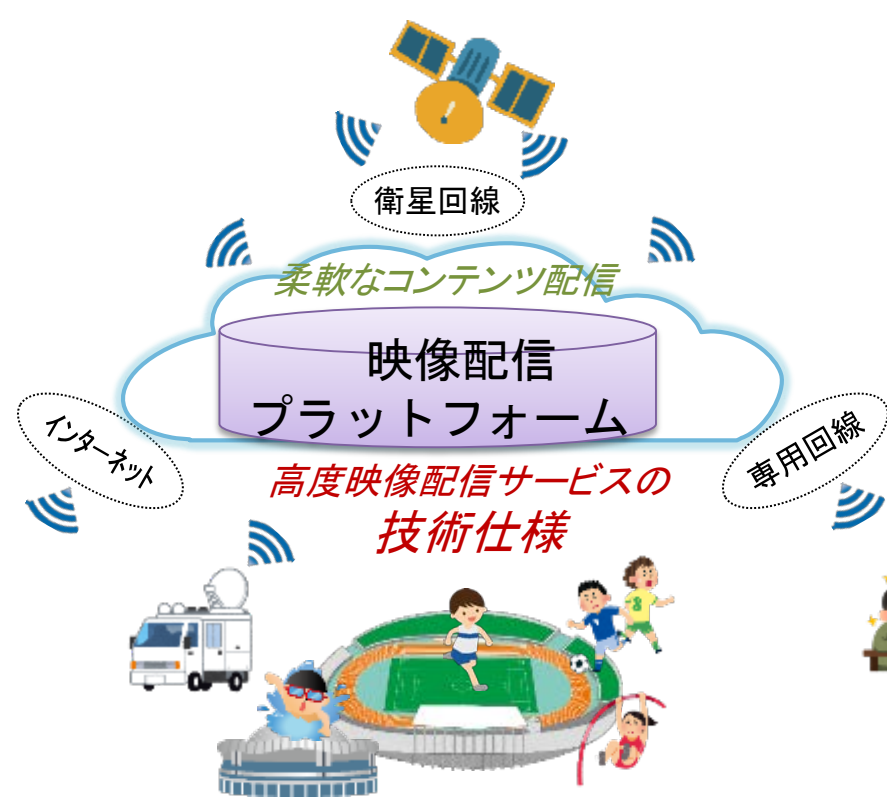 衛星回線
柔軟なコンテンツ配信
映像配信
プラットフォーム
インターネット
専用回線
高度映像配信サービスの
技術仕様